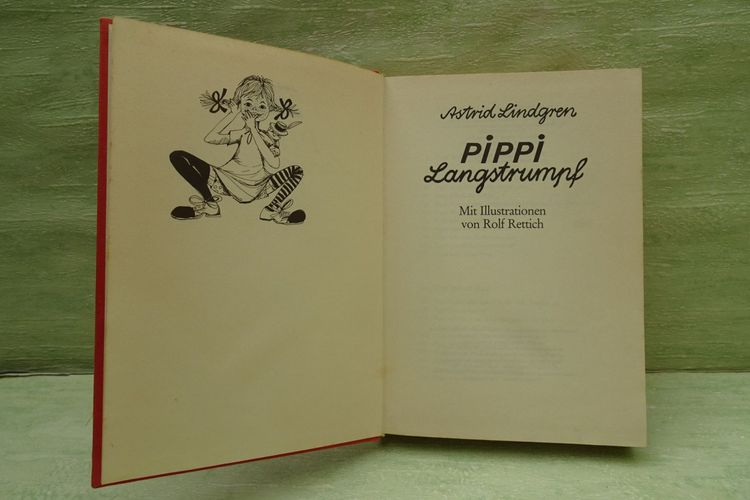 Astrid Lindgren
PiPPi
Langstrumpf
Mit Illustrationen
von Rolf Rettich